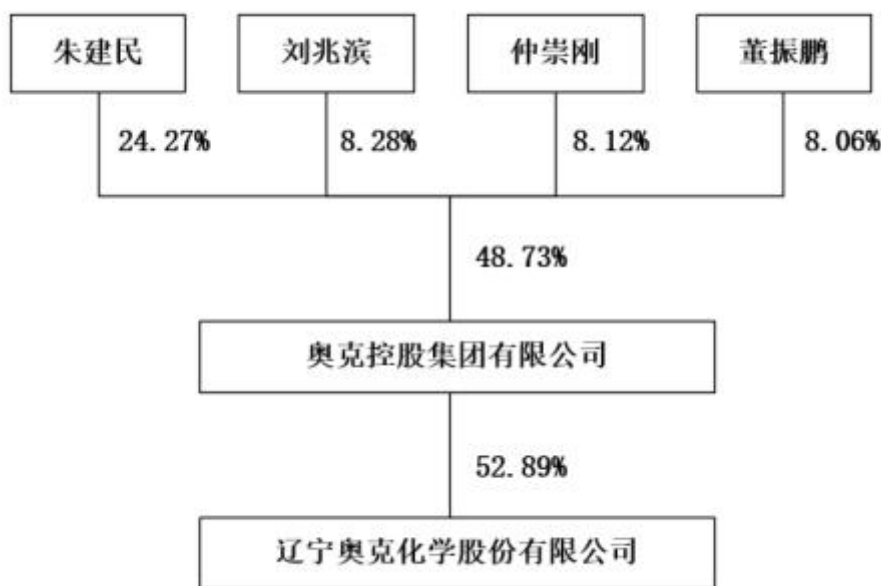 朱建民 刘兆滨 仲崇刚 董振鹏
24.27% 8.28% 8.12% 8.06%
48.73%
奥克控股集团有限公司
52.89%
辽宁奥克化学股份有限公司